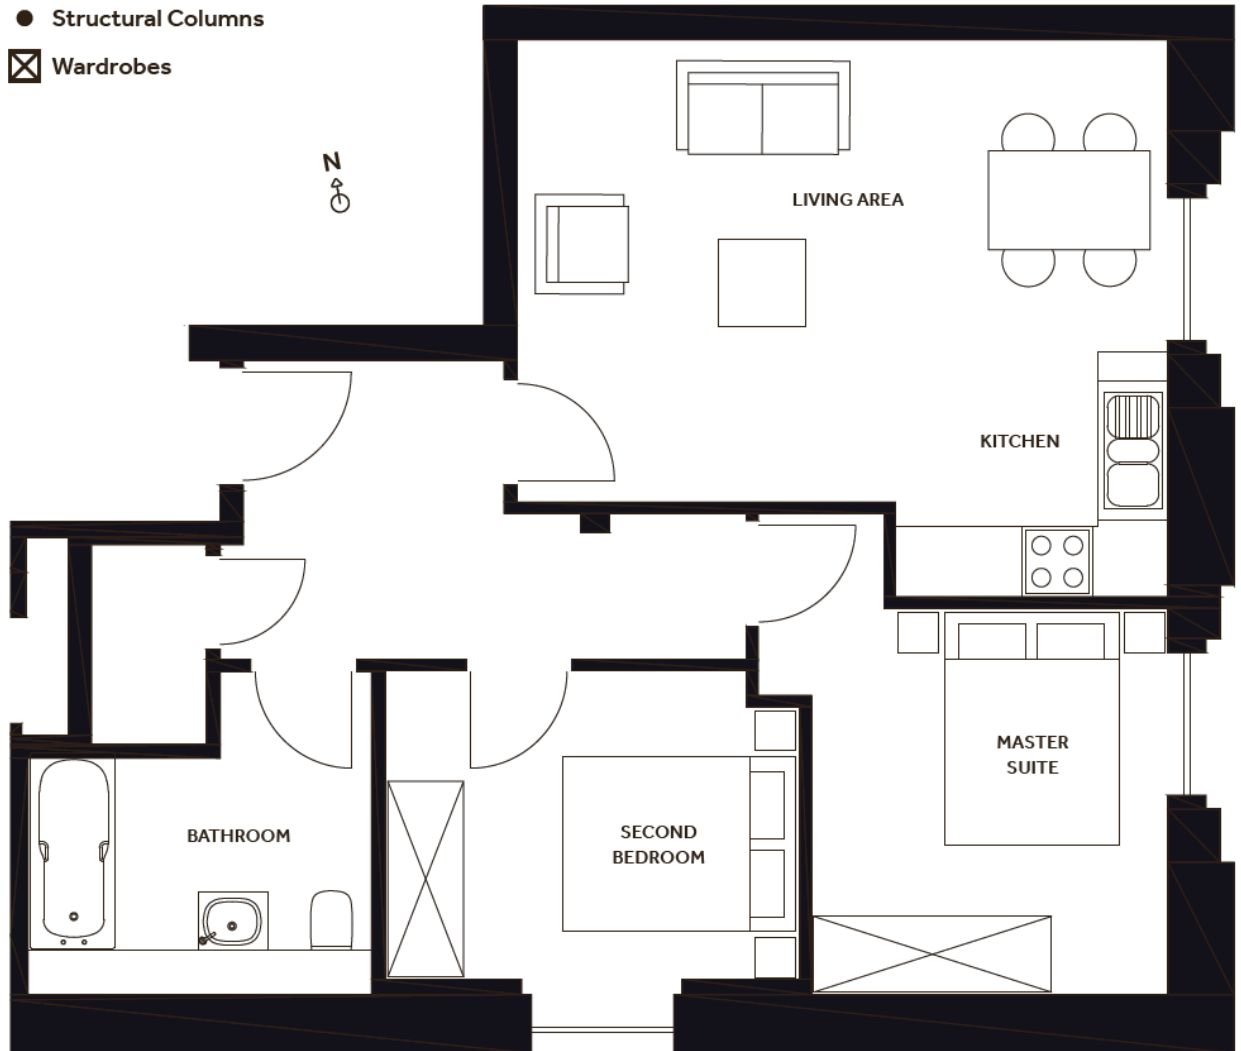 Structural Columns
Wardrobes
N
LIVING AREA
KITCHEN
MASTER
SUITE
SECOND
BEDROOM
BATHROOM